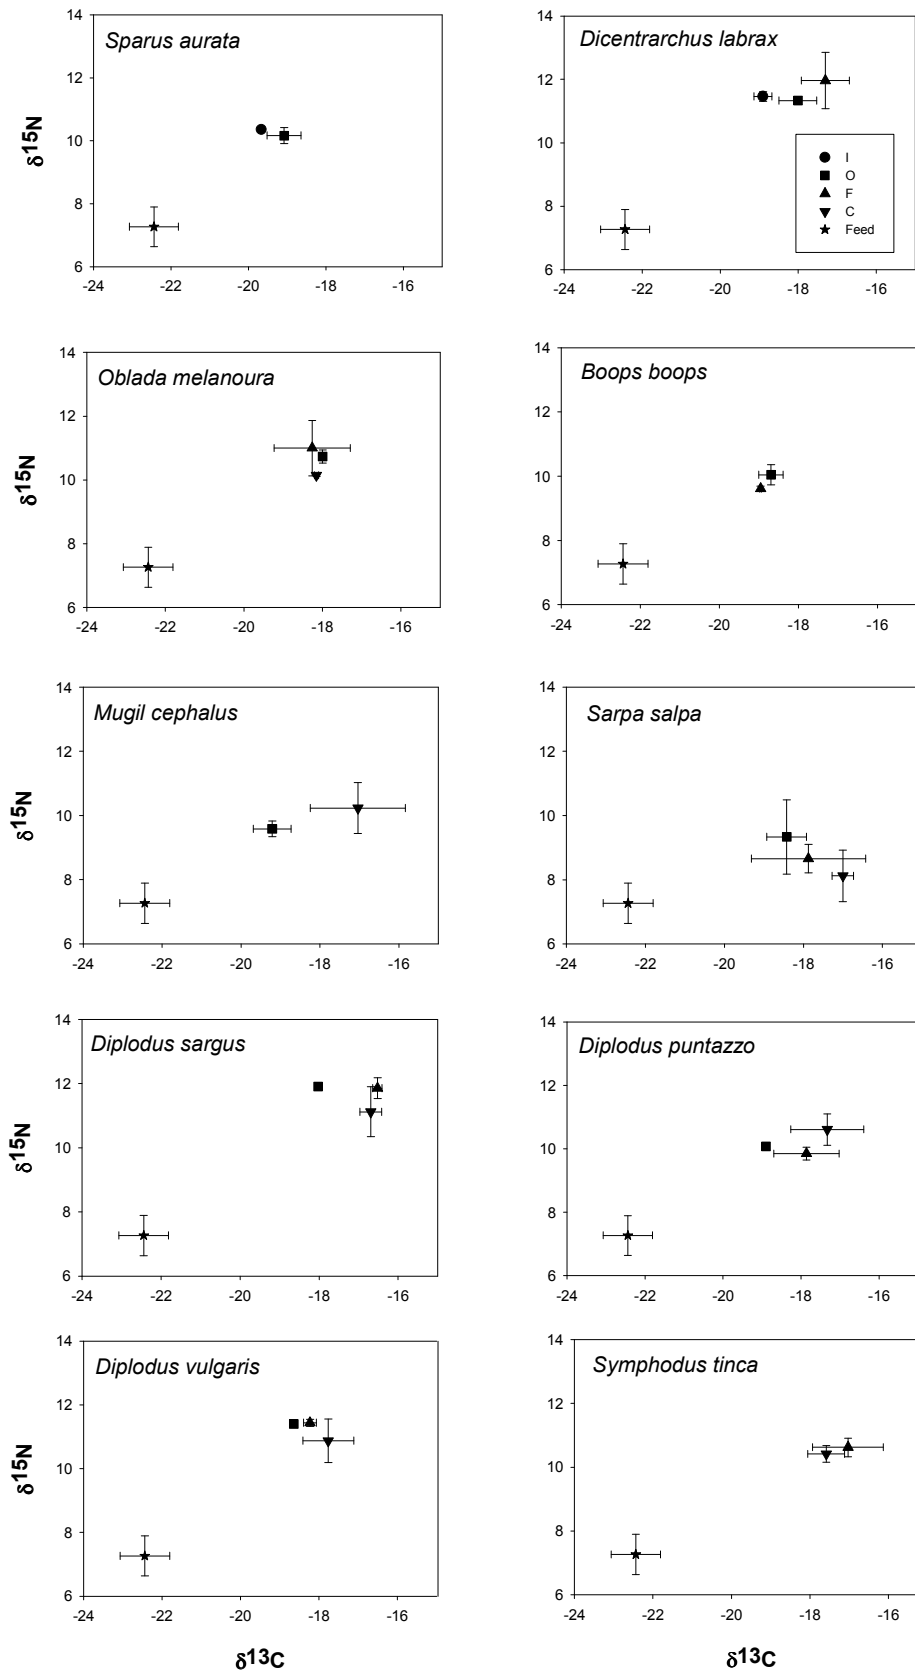 Sparus aurata
14
12
10
8
6
δ15N
-24 -22 -20 -18 -16
Dicentrarchus labrax
14
12
10
8
6
I
O
F
C
Feed
-24 -22 -20 -18 -16
Oblada melanoura
14
12
10
8
6
δ15N
-24 -22 -20 -18 -16
Boops boops
14
12
10
8
6
-24 -22 -20 -18 -16
Mugil cephalus
14
12
10
8
6
δ15N
-24 -22 -20 -18 -16
Sarpa salpa
14
12
10
8
6
-24 -22 -20 -18 -16
Diplodus sargus
14
12
10
8
6
δ15N
-24 -22 -20 -18 -16
Diplodus puntazzo
14
12
10
8
6
-24 -22 -20 -18 -16
Diplodus vulgaris
14
12
10
8
6
δ15N
-24 -22 -20 -18 -16
δ13C
Symphodus tinca
14
12
10
8
6
-24 -22 -20 -18 -16
δ13C